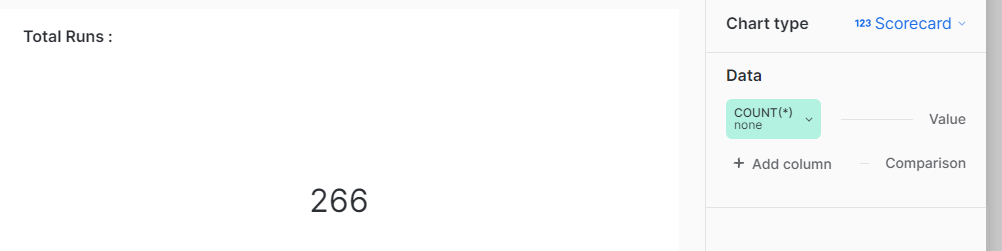 Total Runs :
266
Chart type
123 Scorecard
Data
COUNT(*)
none
Value
+ Add column
Comparison